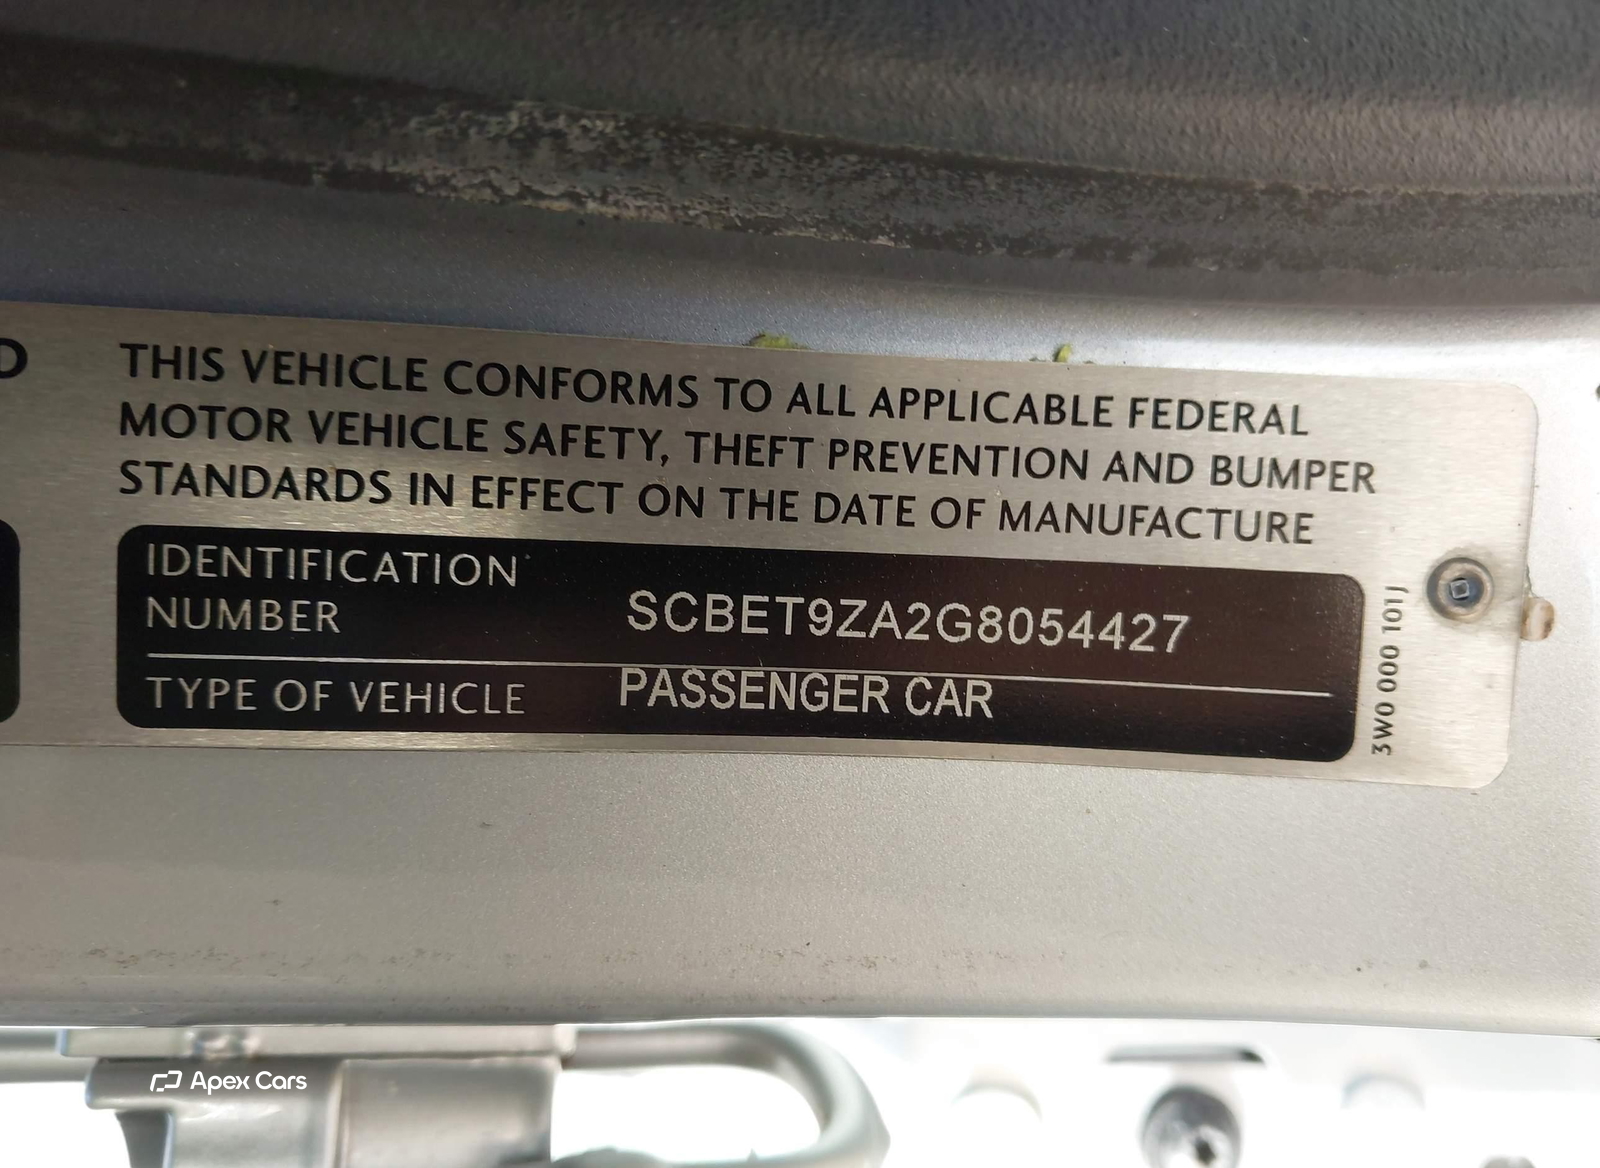 D
THIS VEHICLE CONFORMS TO ALL APPLICABLE FEDERAL
MOTOR VEHICLE SAFETY, THEFT PREVENTION AND BUMPER
STANDARDS IN EFFECT ON THE DATE OF MANUFACTURE
IDENTIFICATION
NUMBER SCBET9ZA2G8054427
TYPE OF VEHICLE PASSENGER CAR
3W0 000 101J
Apex Cars